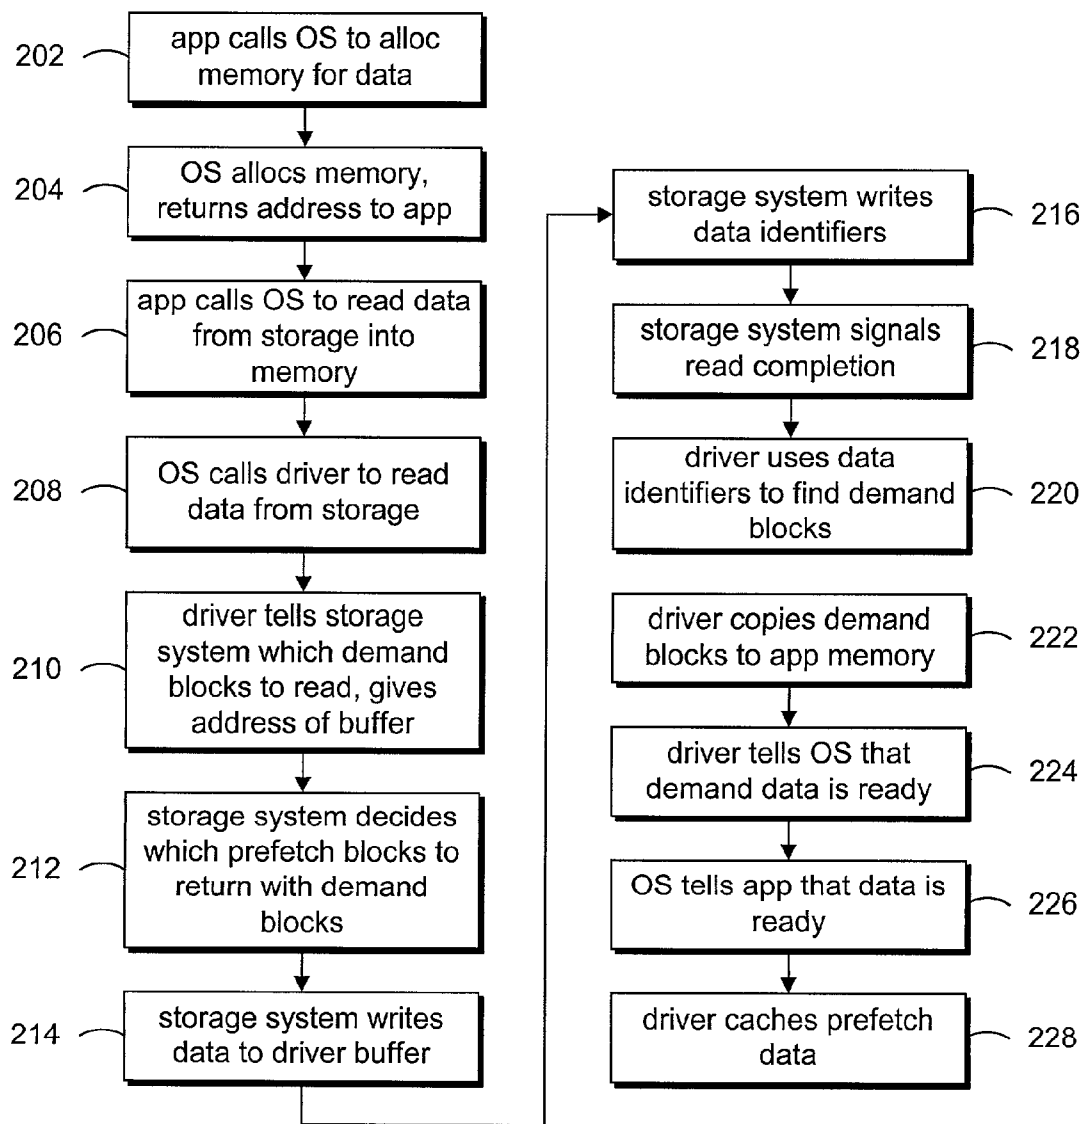 202
app calls OS to alloc
memory for data
204
OS allocs memory,
returns address to app
206
app calls OS to read data
from storage into
memory
208
OS calls driver to read
data from storage
210
driver tells storage
system which demand
blocks to read, gives
address of buffer
212
storage system decides
which prefetch blocks to
return with demand
blocks
214
storage system writes
data to driver buffer
storage system writes
data identifiers
216
storage system signals
read completion
218
driver uses data
identifiers to find demand
blocks
220
driver copies demand
blocks to app memory
222
driver tells OS that
demand data is ready
224
OS tells app that data is
ready
226
driver caches prefetch
data
228